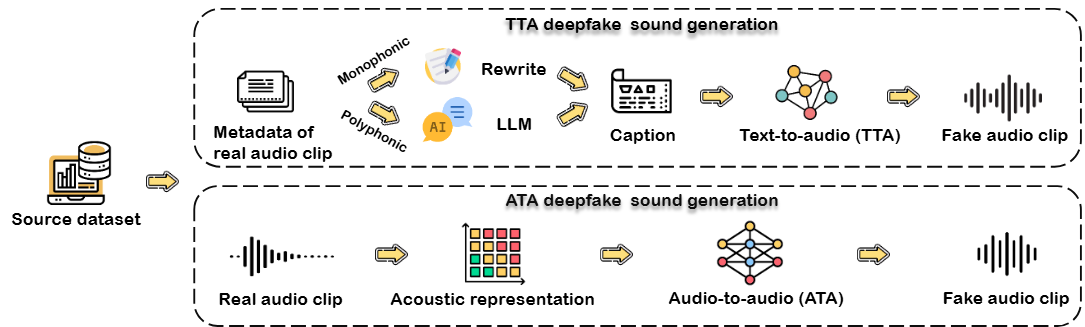 TTA deepfake sound generation
Monophonic
Polyphonic
Rewrite
AI
LLM
Metadata of
real audio clip
Caption
Text-to-audio (TTA)
Fake audio clip
Source dataset
ATA deepfake sound generation
Real audio clip
Acoustic representation
Audio-to-audio (ATA)
Fake audio clip